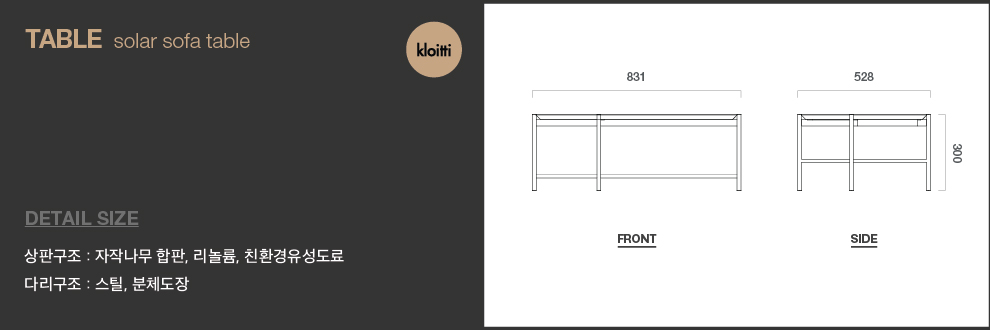 TABLE solar sofa table
kloitti
DETAIL SIZE
상판구조 : 자작나무 합판, 리놀륨, 친환경유성도료
다리구조 : 스틸, 분체도장
831
528
300
FRONT
SIDE